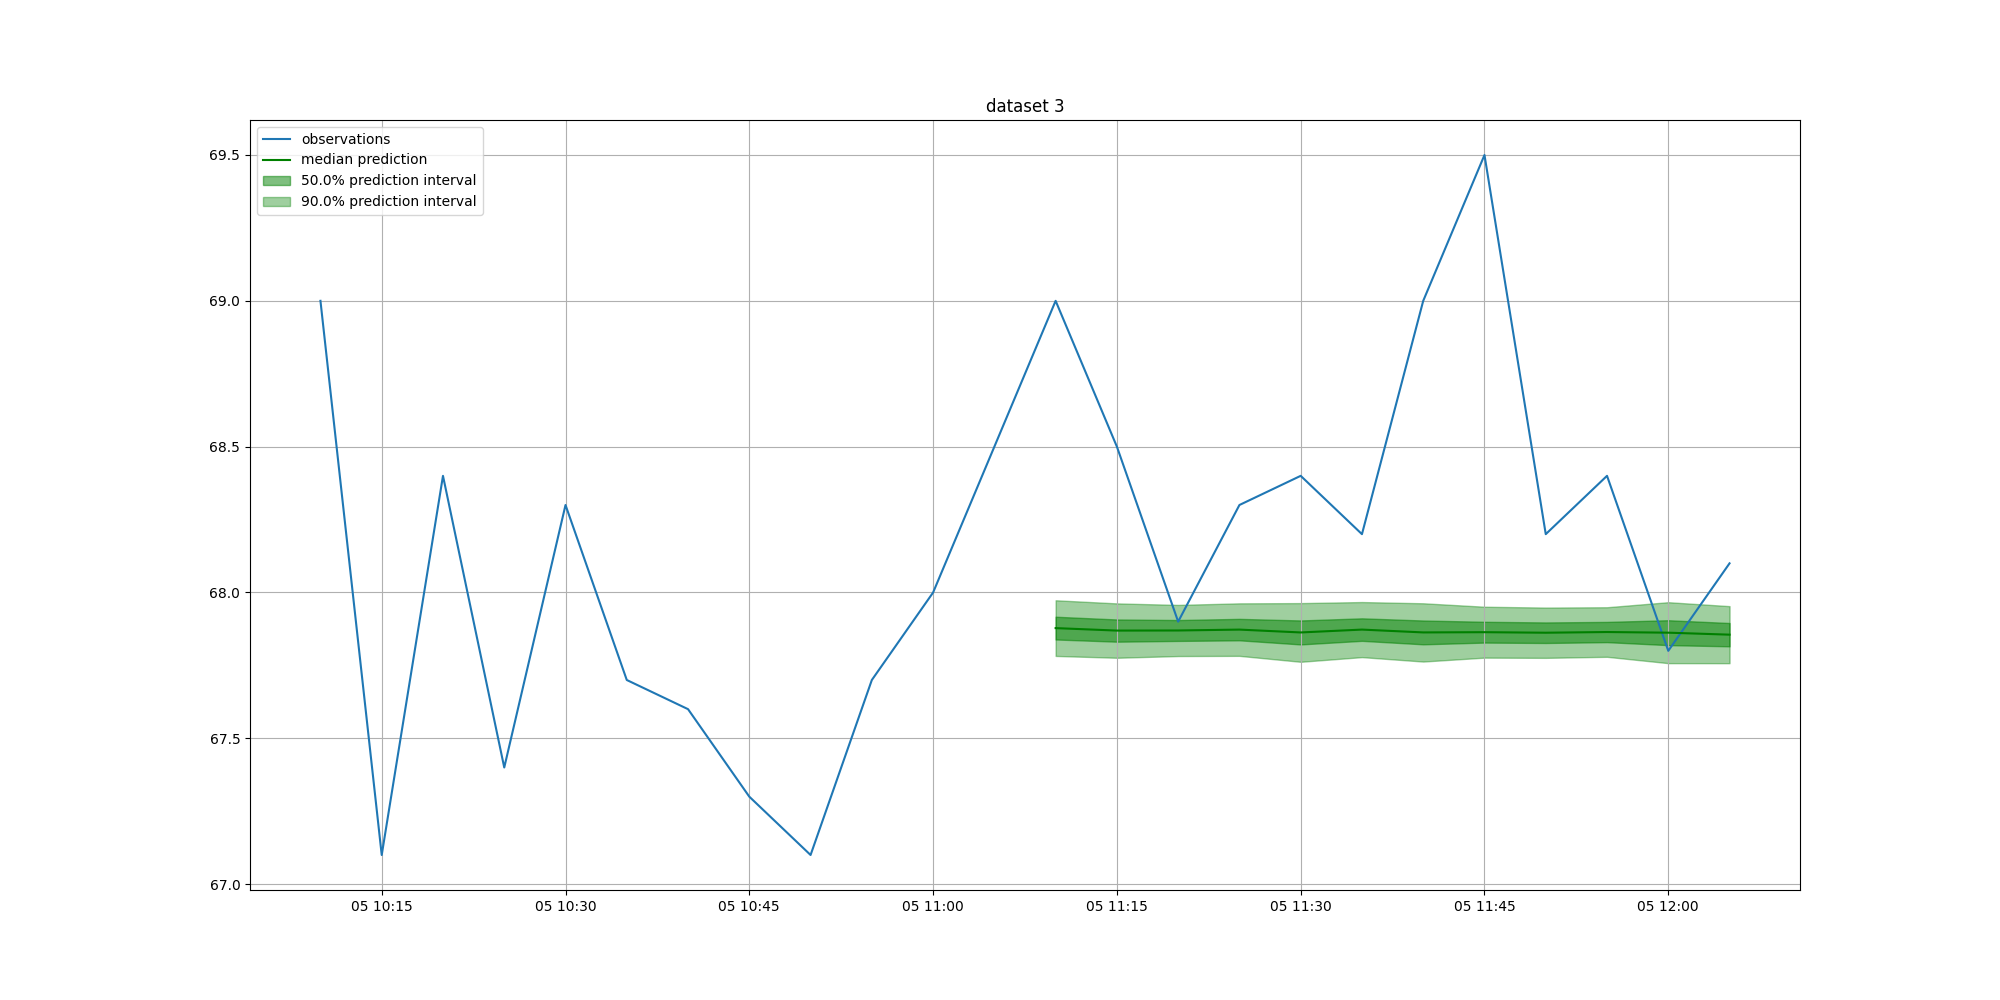 dataset 3
observations
median prediction
50.0% prediction interval
90.0% prediction interval
69.5
69.0
68.5
68.0
67.5
67.0
05 10:15
05 10:30
05 10:45
05 11:00
05 11:15
05 11:30
05 11:45
05 12:00